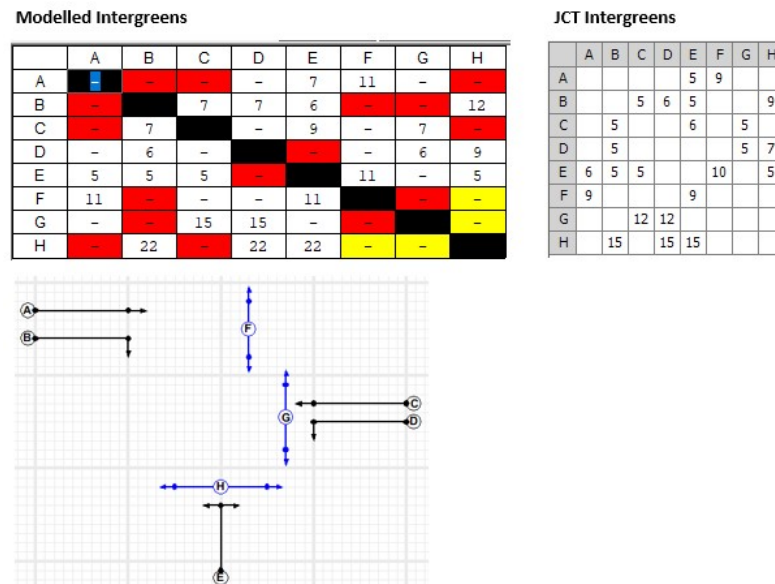 Modelled Intergreens
JCT Intergreens
A B C D E F G H
A – – – – 7 11 – –
B – 7 7 6 – – 12
C – 7 – 9 – 7 –
D – 6 – – – 6 9
E 5 5 5 – 11 – 5
F 11 – – – 11 – –
G – – 15 15 – – –
H – 22 – 22 22 – –
A B C D E F G H
A 5 9
B 5 6 5 9
C 5 6 5
D 5 5 7
E 6 5 5 10 5
F 9 9
G 12 12
H 15 15 15
A
B
F
C
D
G
H
E